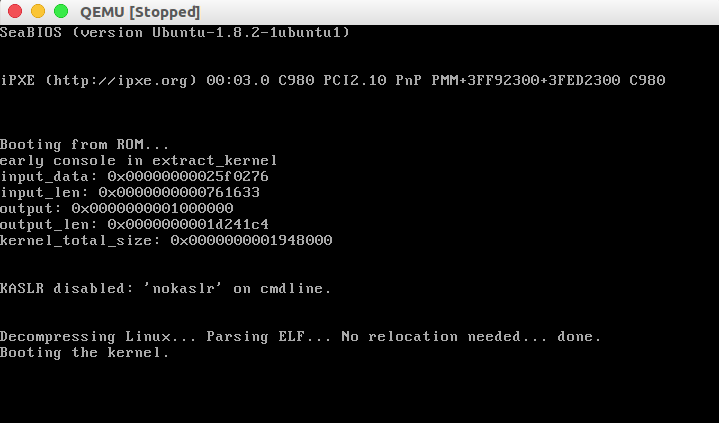 QEMU [Stopped]
SeaBIOS (version Ubuntu-1.8.2-1ubuntu1)
iPXE (http://ipxe.org) 00:03.0 C980 PCI2.10 PnP PMM+3FF92300+3FED2300 C980
Booting from ROM...
early console in extract_kernel
input_data: 0x00000000025f0276
input_len: 0x0000000000761633
output: 0x0000000001000000
output_len: 0x0000000001d241c4
kernel_total_size: 0x0000000001948000
KASLR disabled: 'nokaslr' on cmdline.
Decompressing Linux... Parsing ELF... No relocation needed... done.
Booting the kernel.